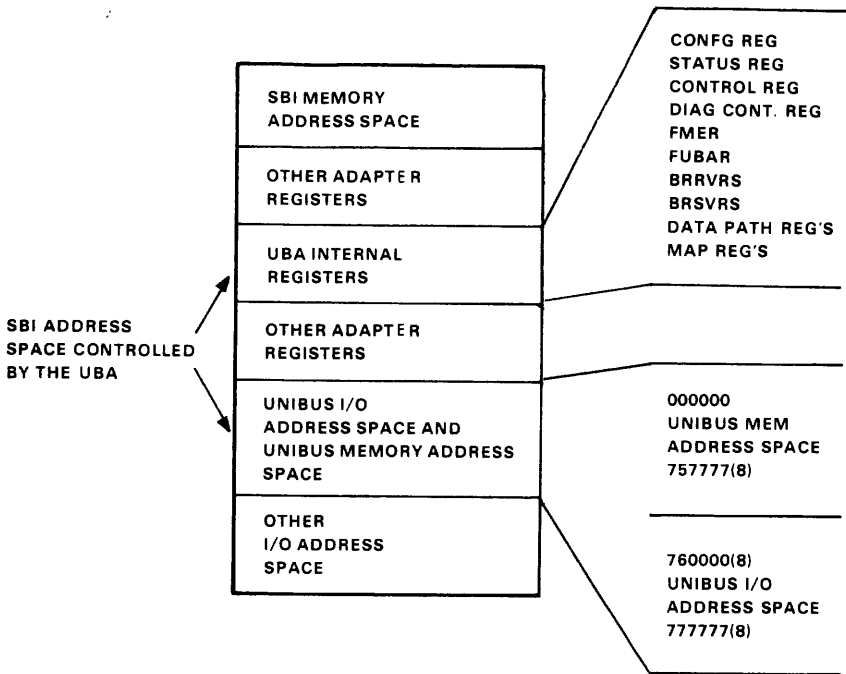 SBI ADDRESS
SPACE CONTROLLED
BY THE UBA
SBI MEMORY
ADDRESS SPACE
OTHER ADAPTER
REGISTERS
UBA INTERNAL
REGISTERS
OTHER ADAPTER
REGISTERS
UNIBUS I/O
ADDRESS SPACE AND
UNIBUS MEMORY ADDRESS
SPACE
OTHER
I/O ADDRESS
SPACE
CONFG REG
STATUS REG
CONTROL REG
DIAG CONT. REG
FMER
FUBAR
BRRVRS
BRSVRS
DATA PATH REG'S
MAP REG'S
000000
UNIBUS MEM
ADDRESS SPACE
757777(8)
760000(8)
UNIBUS I/O
ADDRESS SPACE
777777(8)